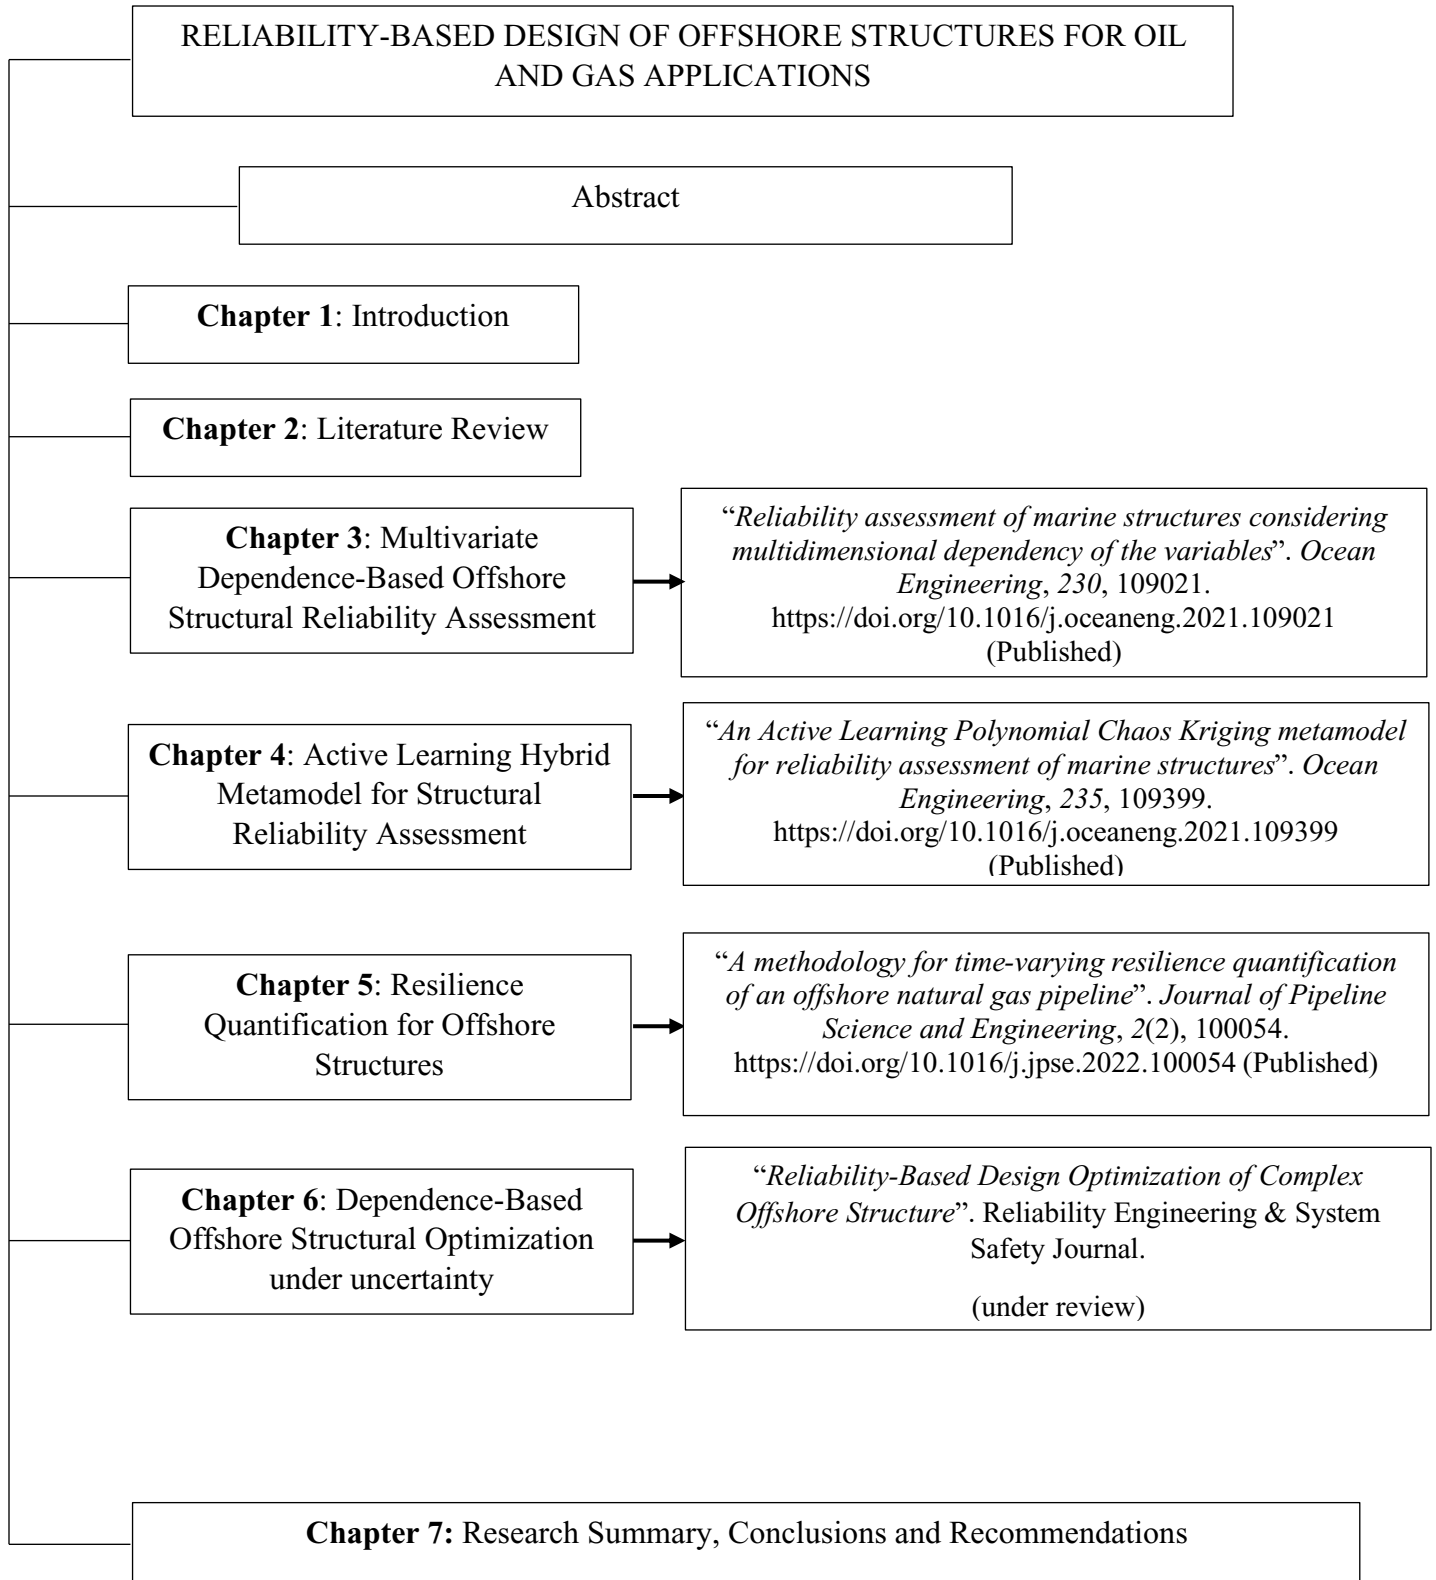 RELIABILITY-BASED DESIGN OF OFFSHORE STRUCTURES FOR OIL
AND GAS APPLICATIONS
Abstract
Chapter 1: Introduction
Chapter 2: Literature Review
Chapter 3: Multivariate
Dependence-Based Offshore
Structural Reliability Assessment
“Reliability assessment of marine structures considering
multidimensional dependency of the variables”. Ocean
Engineering, 230, 109021.
https://doi.org/10.1016/j.oceaneng.2021.109021
(Published)
Chapter 4: Active Learning Hybrid
Metamodel for Structural
Reliability Assessment
“An Active Learning Polynomial Chaos Kriging metamodel
for reliability assessment of marine structures”. Ocean
Engineering, 235, 109399.
https://doi.org/10.1016/j.oceaneng.2021.109399
(Published)
Chapter 5: Resilience
Quantification for Offshore
Structures
“A methodology for time-varying resilience quantification
of an offshore natural gas pipeline”. Journal of Pipeline
Science and Engineering, 2(2), 100054.
https://doi.org/10.1016/j.jpse.2022.100054 (Published)
Chapter 6: Dependence-Based
Offshore Structural Optimization
under uncertainty
“Reliability-Based Design Optimization of Complex
Offshore Structure”. Reliability Engineering & System
Safety Journal.
(under review)
Chapter 7: Research Summary, Conclusions and Recommendations